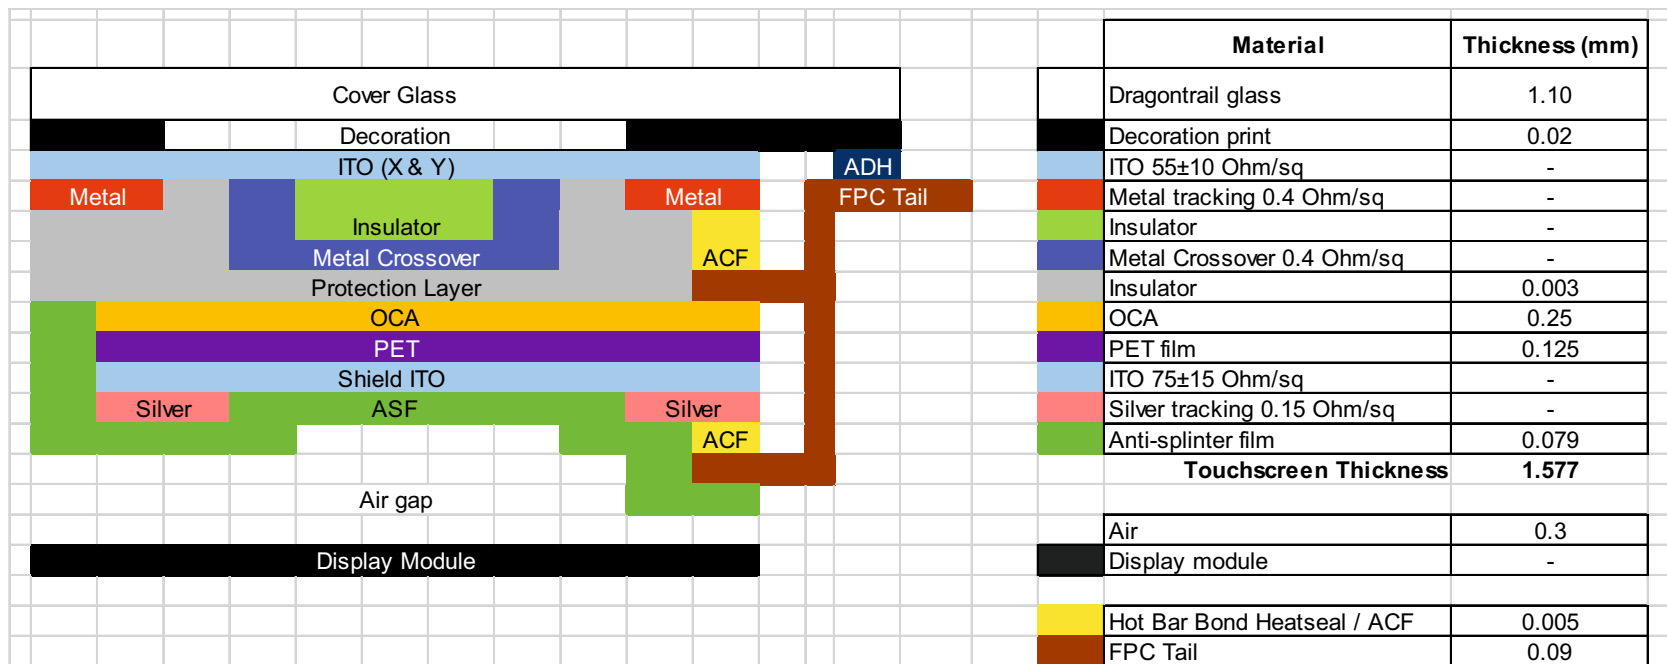 Material Thickness (mm)
Cover Glass Dragontrail glass 1.10
Decoration Decoration print 0.02
ITO (X & Y) ADH ITO 55±10 Ohm/sq -
Metal Metal FPC Tail Metal tracking 0.4 Ohm/sq -
Insulator Insulator -
Metal Crossover ACF Metal Crossover 0.4 Ohm/sq -
Protection Layer Insulator 0.003
OCA OCA 0.25
PET PET film 0.125
Shield ITO ITO 75±15 Ohm/sq -
Silver ASF Silver Silver tracking 0.15 Ohm/sq -
ACF Anti-splinter film 0.079
Touchscreen Thickness 1.577
Air gap
Air 0.3
Display Module Display module -
Hot Bar Bond Heatseal / ACF 0.005
FPC Tail 0.09